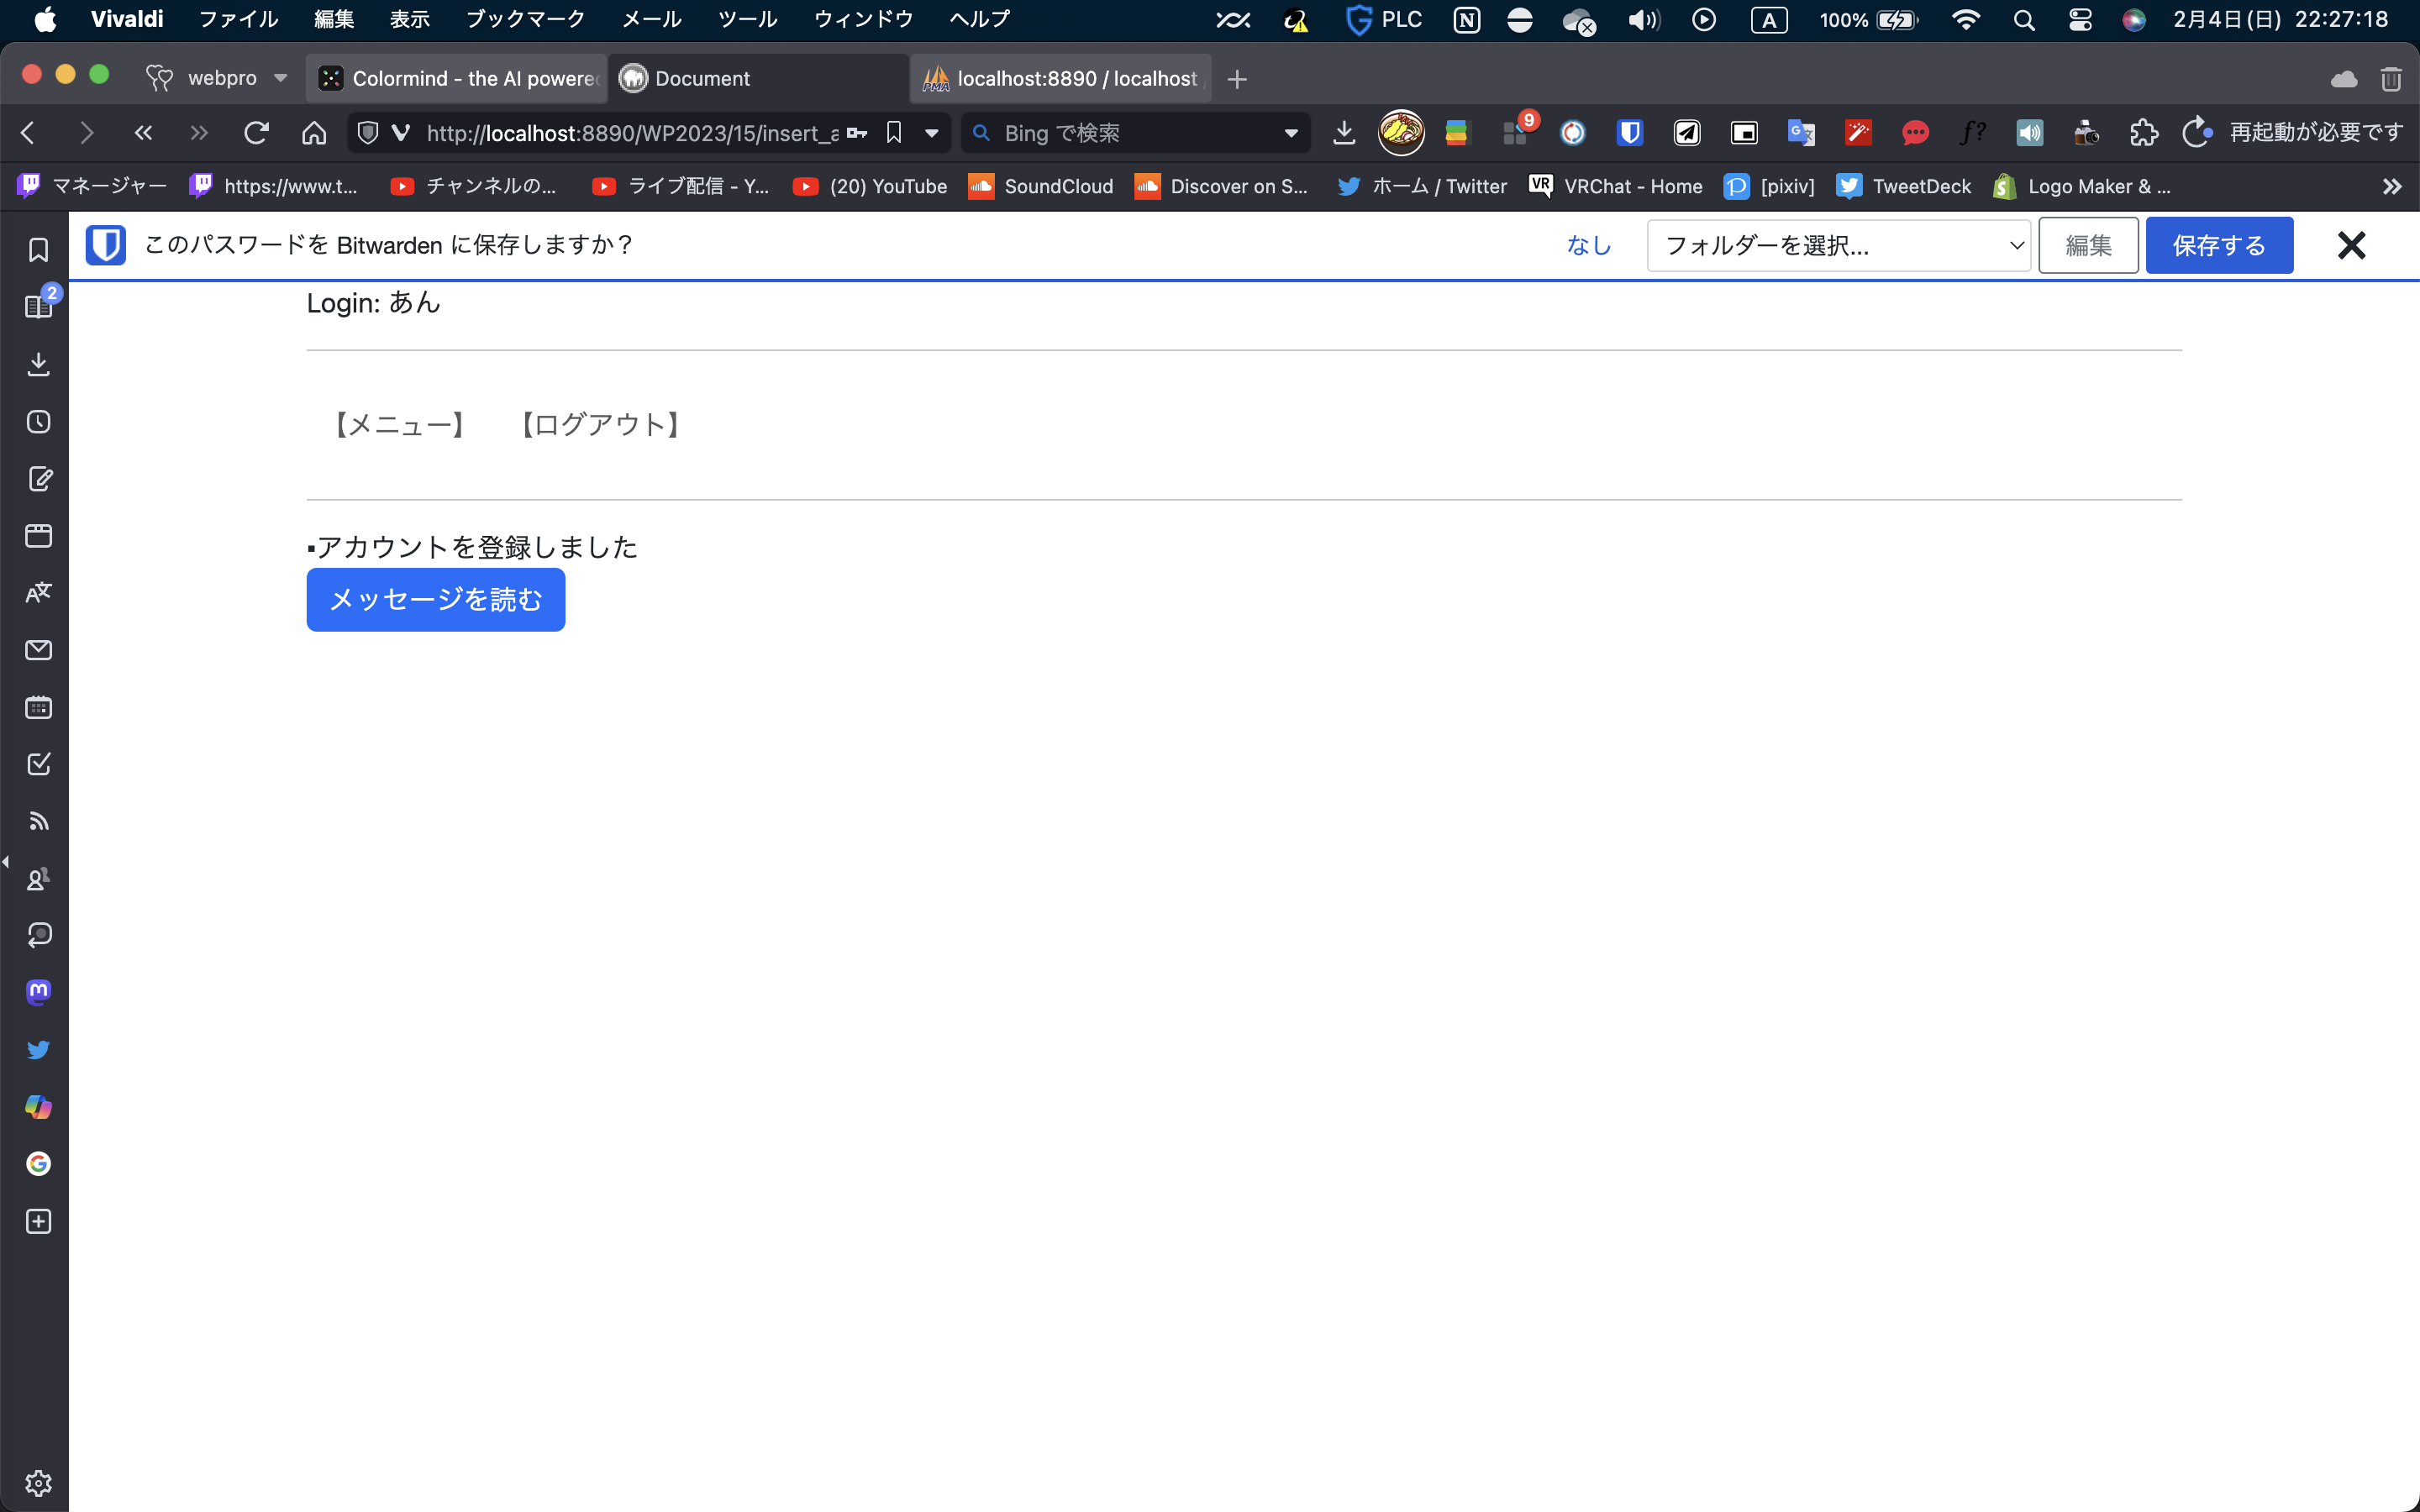 Vivaldi ファイル 編集 表示 ブックマーク メール ツール ウィンドウ ヘルプ PLC A 100% 2月4日(日) 22:27:18
webpro Colormind - the AI powere Document localhost:8890 / localhost
http://localhost:8890/WP2023/15/insert_a Bing で検索 9 再起動が必要です
マネージャー https://www.t... チャンネルの... ライブ配信 - Y... (20) YouTube SoundCloud Discover on S... ホーム / Twitter VRChat - Home [pixiv] TweetDeck Logo Maker & ...
このパスワードを Bitwarden に保存しますか？ なし フォルダーを選択... 編集 保存する
2
Login: あん
【メニュー】 【ログアウト】
▪アカウントを登録しました
メッセージを読む